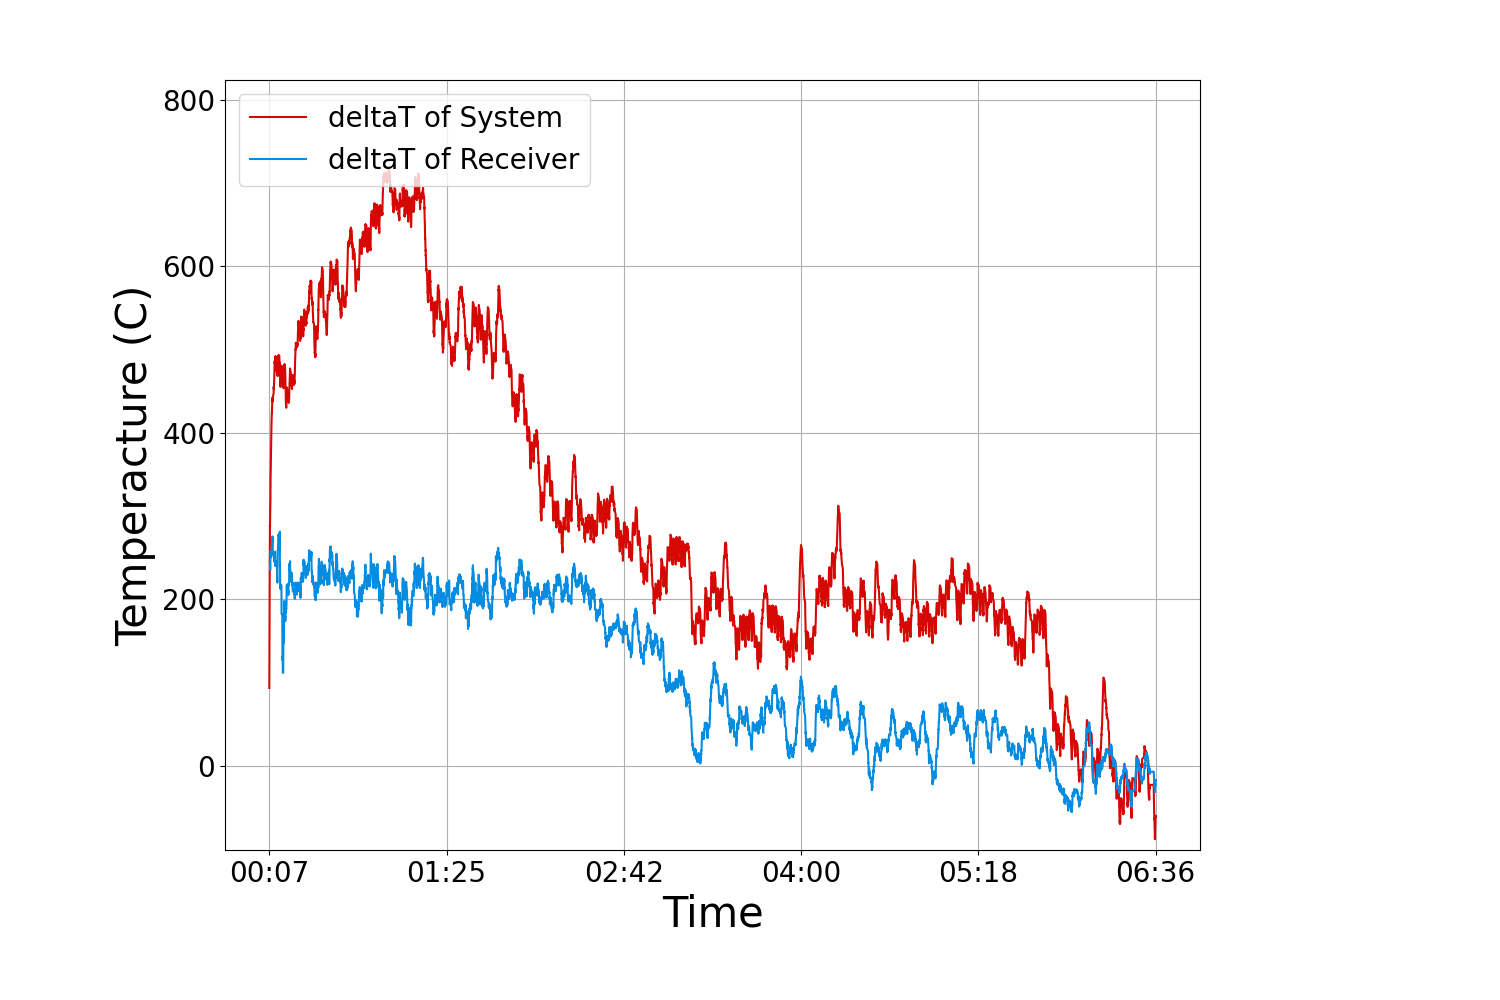 800
600
400
200
0
deltaT of System
deltaT of Receiver
Temperacture (C)
00:07 01:25 02:42 04:00 05:18 06:36
Time